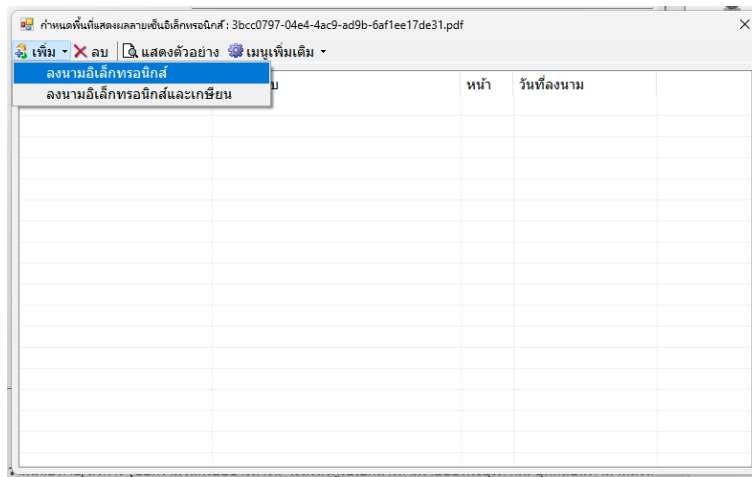 กำหนดพื้นที่แสดงผลลายเซ็นอิเล็กทรอนิกส์ : 3bcc0797-04e4-4ac9-ad9b-6af1ee17de31.pdf
เพิ่ม ลบ แสดงตัวอย่าง เมนูเพิ่มเติม
ลงนามอิเล็กทรอนิกส์
หน้า วันที่ลงนาม
ลงนามอิเล็กทรอนิกส์และเกษียน